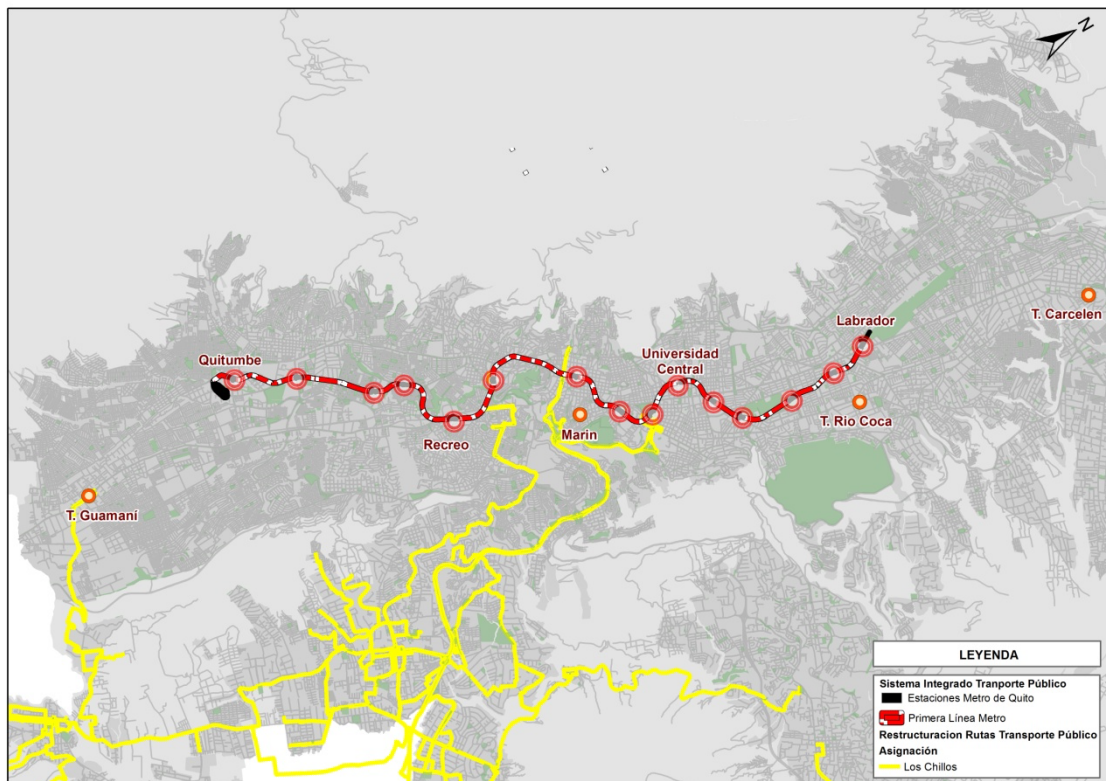 N
Labrador
T. Carcelen
Universidad
Central
Quitumbe
T. Rio Coca
Recreo
Marin
T. Guamaní
LEYENDA
Sistema Integrado Tranporte Público
Estaciones Metro de Quito
Primera Línea Metro
Restructuracion Rutas Transporte Público
Asignación
Los Chillos